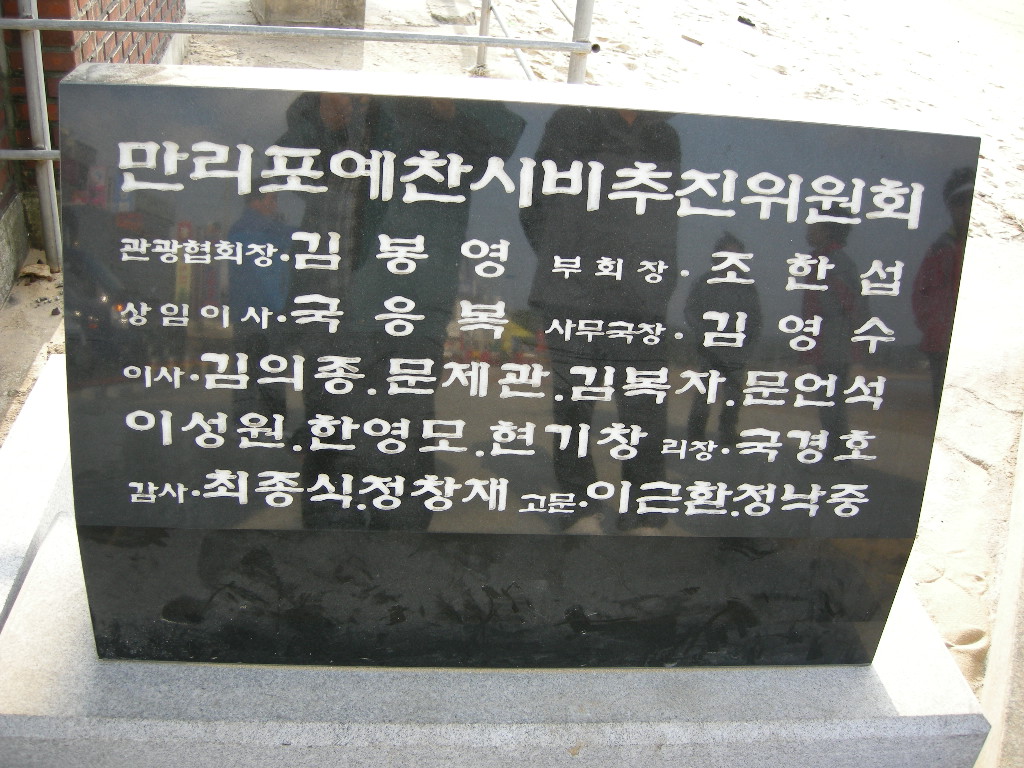 만리포예찬시비추진위원회
관광협회장·김 봉 영 부회장·조 한 섭
상임이사·국 응 복 사무국장·김 영 수
이사·김의종.문제관.김복자.문언석
이성원.한영모.현기창 리장·국경호
감사·최종식.정창재 고문·이근환.정낙중